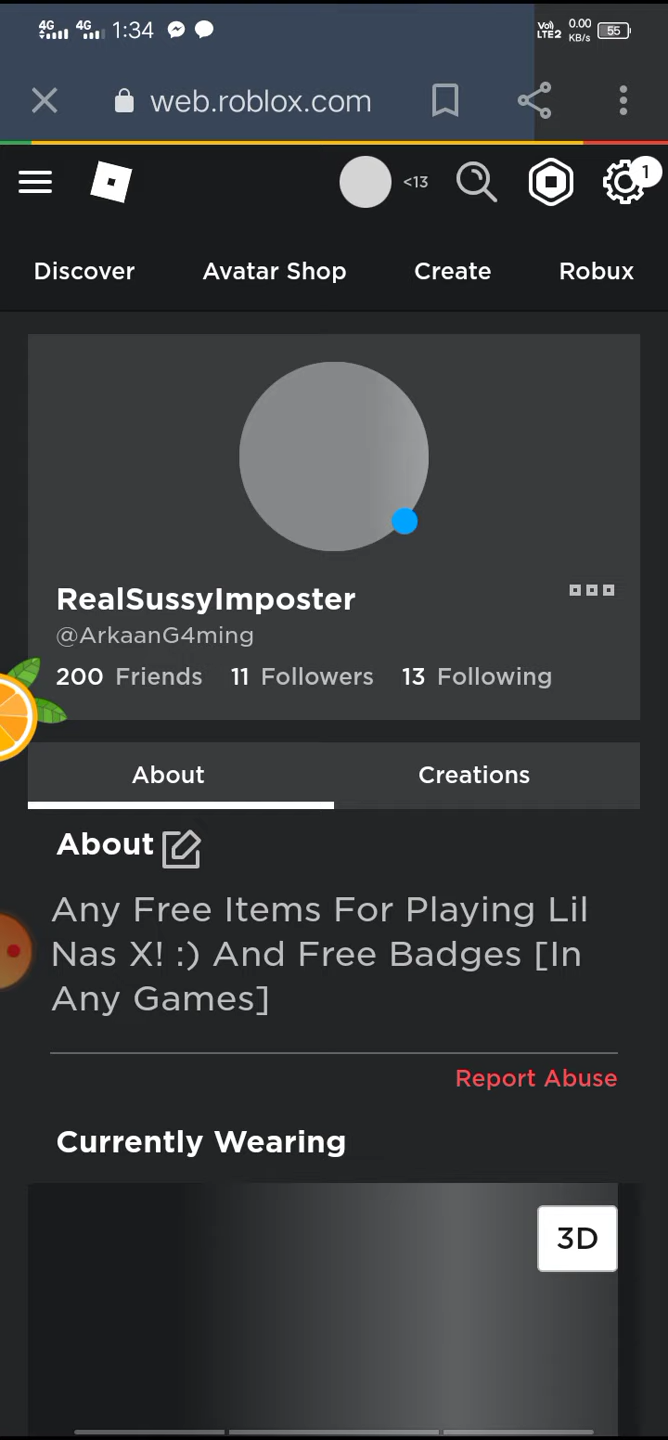 4G 4G 1:34 Vo) LTE2 0.00 KB/s 55
web.roblox.com
<13 1
Discover Avatar Shop Create Robux
RealSussyImposter
@ArkaanG4ming
200 Friends 11 Followers 13 Following
About Creations
About
Any Free Items For Playing Lil
Nas X! :) And Free Badges [In
Any Games]
Report Abuse
Currently Wearing
3D